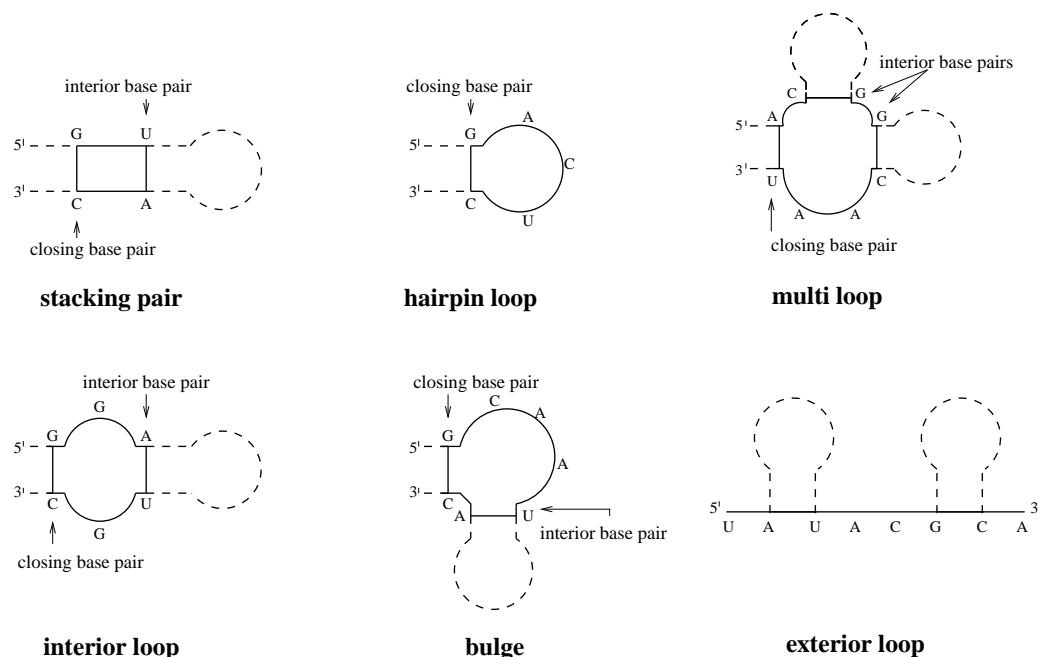 interior base pair
G U
5'
3'
C A
closing base pair
stacking pair
closing base pair
G A
5'
C
3'
C U
hairpin loop
interior base pairs
C G
A G
5'
3'
U C
A A
closing base pair
multi loop
interior base pair
G
G A
5'
3'
C U
G
closing base pair
interior loop
closing base pair
C
A
G
5'
A
3'
C
A U
interior base pair
bulge
5' 3'
U A U A C G C A
exterior loop